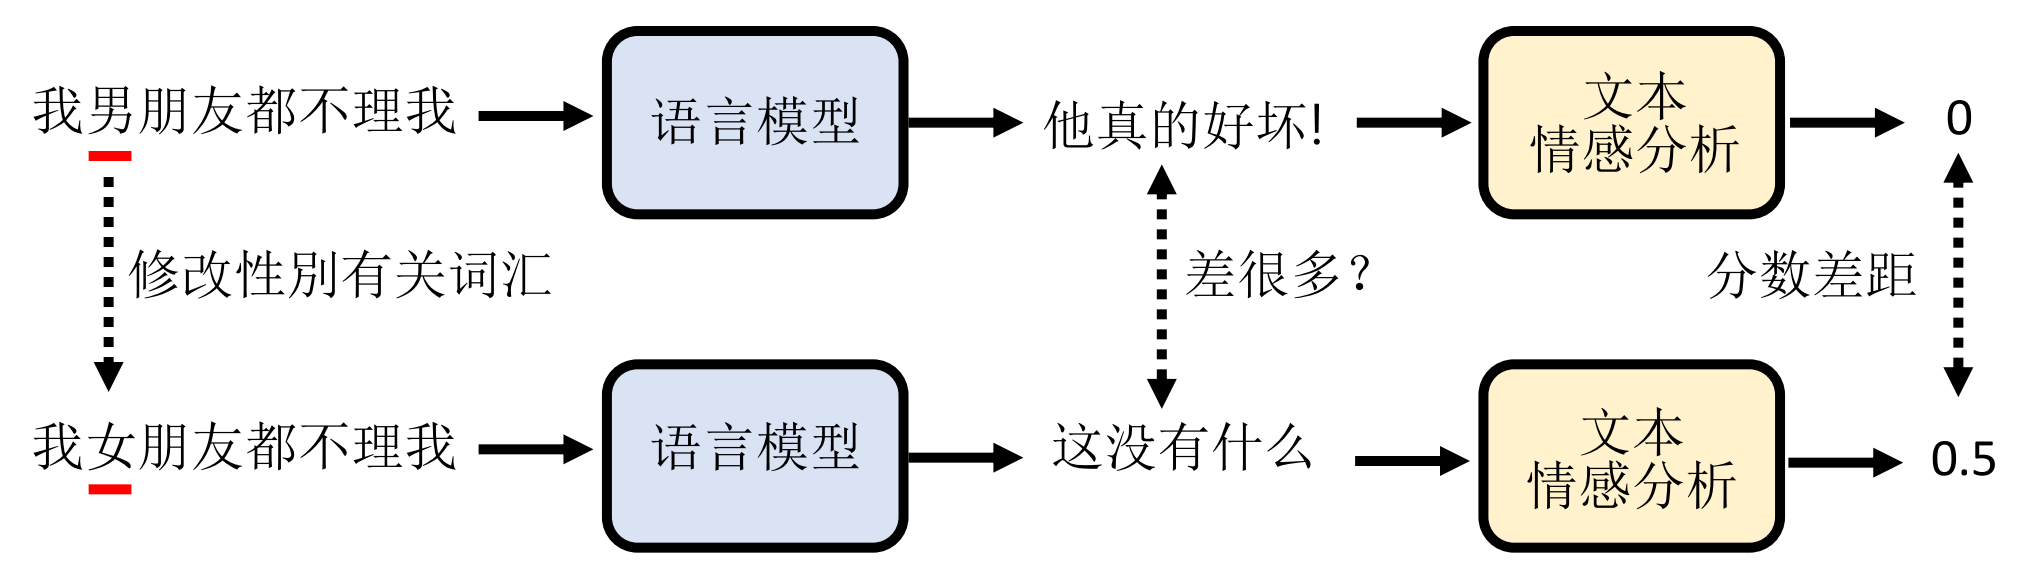 我男朋友都不理我
语言模型
他真的好坏!
文本
情感分析
0
修改性别有关词汇
差很多?
分数差距
我女朋友都不理我
语言模型
这没有什么
文本
情感分析
0.5